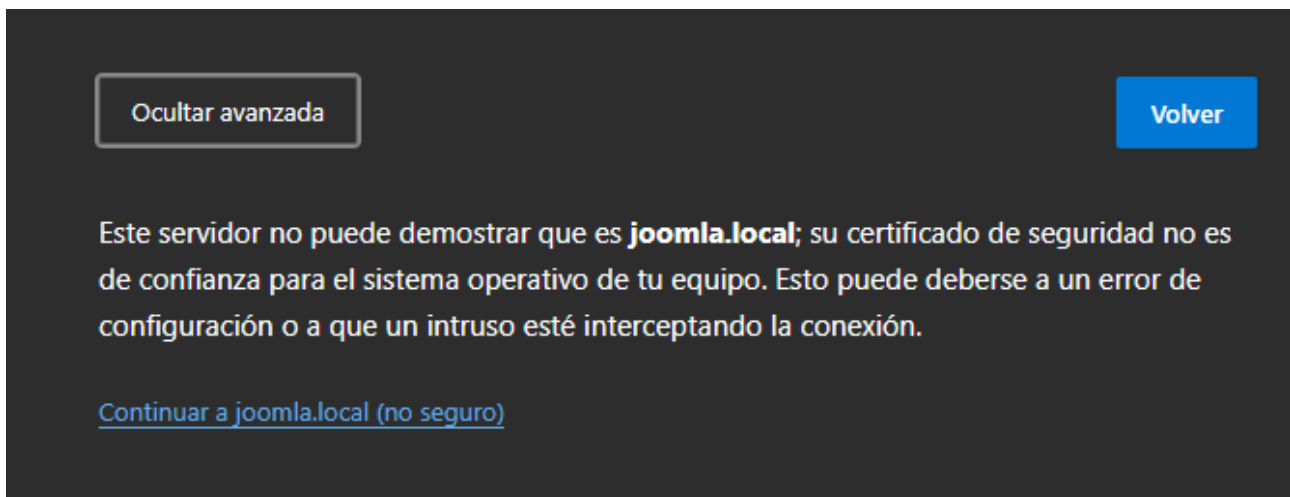 Ocultar avanzada
Volver
Este servidor no puede demostrar que es joomla.local; su certificado de seguridad no es
de confianza para el sistema operativo de tu equipo. Esto puede deberse a un error de
configuración o a que un intruso esté interceptando la conexión.
Continuar a joomla.local (no seguro)